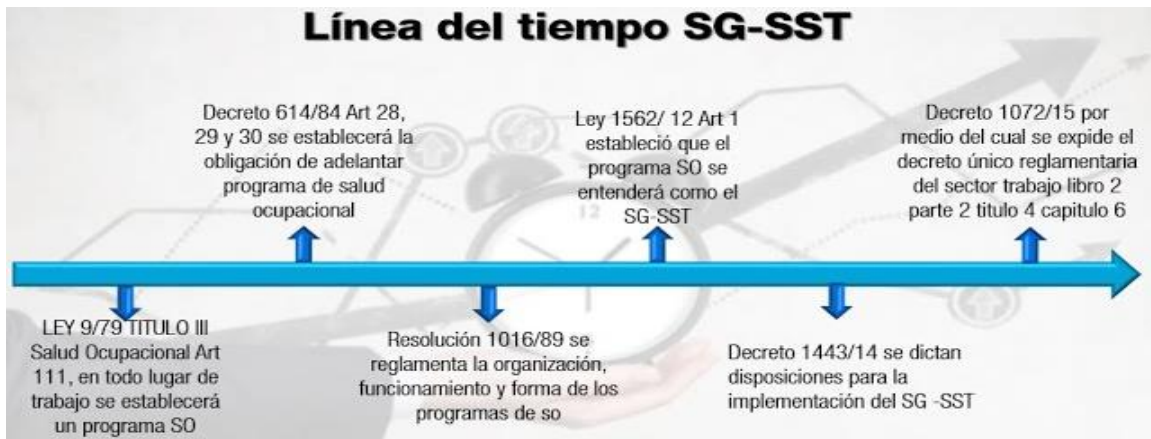 Línea del tiempo SG-SST
Decreto 614/84 Art 28,
29 y 30 se establecerá la
obligación de adelantar
programa de salud
ocupacional
Ley 1562/ 12 Art 1
estableció que el
programa SO se
entenderá como el
SG-SST
Decreto 1072/15 por
medio del cual se expide el
decreto único reglamentaria
del sector trabajo libro 2
parte 2 titulo 4 capitulo 6
12
LEY 9/79 TITULO III
Salud Ocupacional Art
111, en todo lugar de
trabajo se establecerá
un programa SO
Resolución 1016/89 se
reglamenta la organización,
funcionamiento y forma de los
programas de so
Decreto 1443/14 se dictan
disposiciones para la
implementación del SG -SST